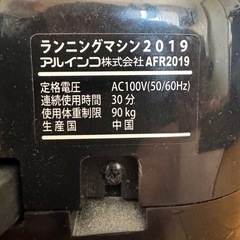 ランニングマシン2019
アルインコ株式会社 AFR2019
定格電圧 AC100V(50/60Hz)
連続使用時間 30分
使用体重制限 90kg
生産国 中国